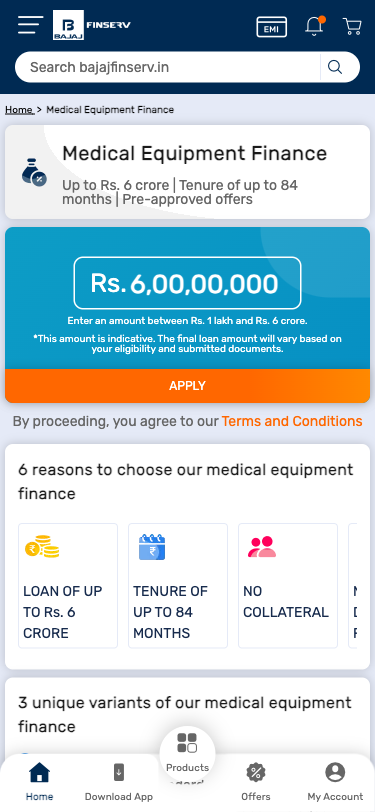 BAJAJ FINSERV
EMI
Search bajajfinserv.in
Home > Medical Equipment Finance
Medical Equipment Finance
Up to Rs. 6 crore | Tenure of up to 84
months | Pre-approved offers
Rs. 6,00,00,000
Enter an amount between Rs. 1 lakh and Rs. 6 crore.
*This amount is indicative. The final loan amount will vary based on
your eligibility and submitted documents.
APPLY
By proceeding, you agree to our Terms and Conditions
6 reasons to choose our medical equipment
finance
LOAN OF UP
TO Rs. 6
CRORE
TENURE OF
UP TO 84
MONTHS
NO
COLLATERAL
3 unique variants of our medical equipment
finance
Products
Home
Download App
Offers
My Account